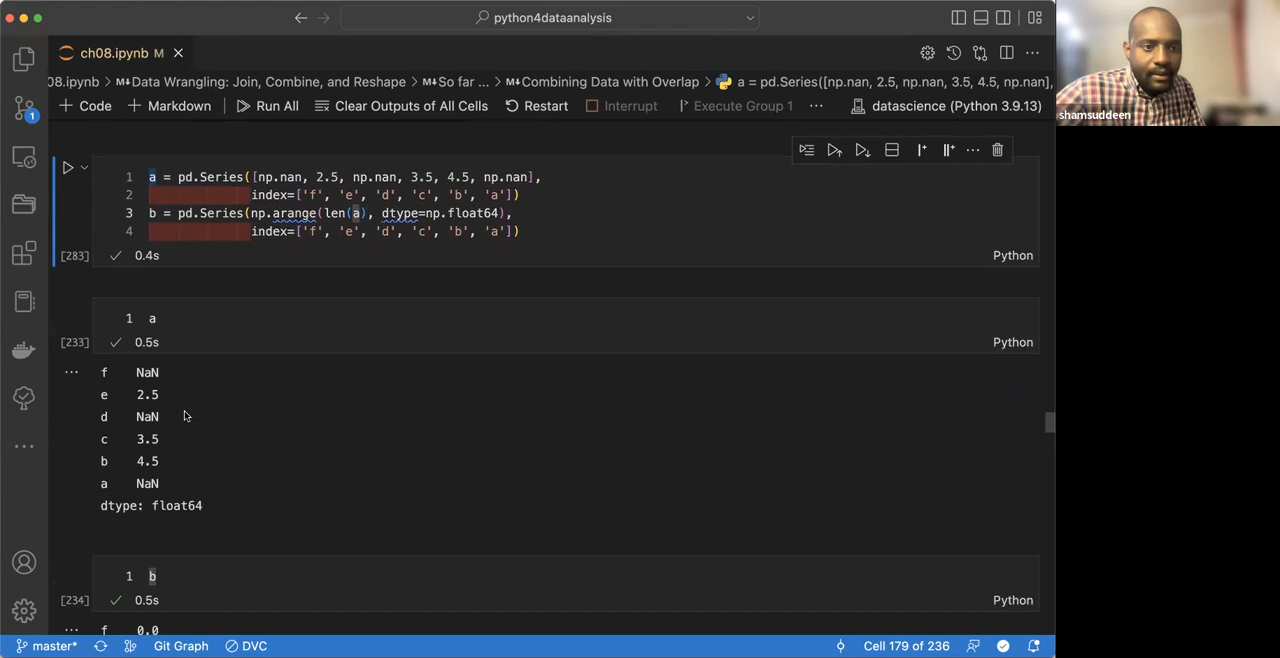 python4dataanalysis
ch08.ipynb M
08.ipynb > M↓Data Wrangling: Join, Combine, and Reshape > M↓So far ... > M↓Combining Data with Overlap > a = pd.Series([np.nan, 2.5, np.nan, 3.5, 4.5, np.nan],
+ Code + Markdown Run All Clear Outputs of All Cells Restart Interrupt Execute Group 1 ... datascience (Python 3.9.13)
shamsuddeen
1
1 a = pd.Series([np.nan, 2.5, np.nan, 3.5, 4.5, np.nan],
2 index=['f', 'e', 'd', 'c', 'b', 'a'])
3 b = pd.Series(np.arange(len(a), dtype=np.float64),
4 index=['f', 'e', 'd', 'c', 'b', 'a'])
[283] ✓ 0.4s Python
1 a
[233] ✓ 0.5s Python
... f NaN
e 2.5
d NaN
c 3.5
b 4.5
a NaN
dtype: float64
1 b
[234] ✓ 0.5s Python
... f 0.0
master* Git Graph DVC Cell 179 of 236